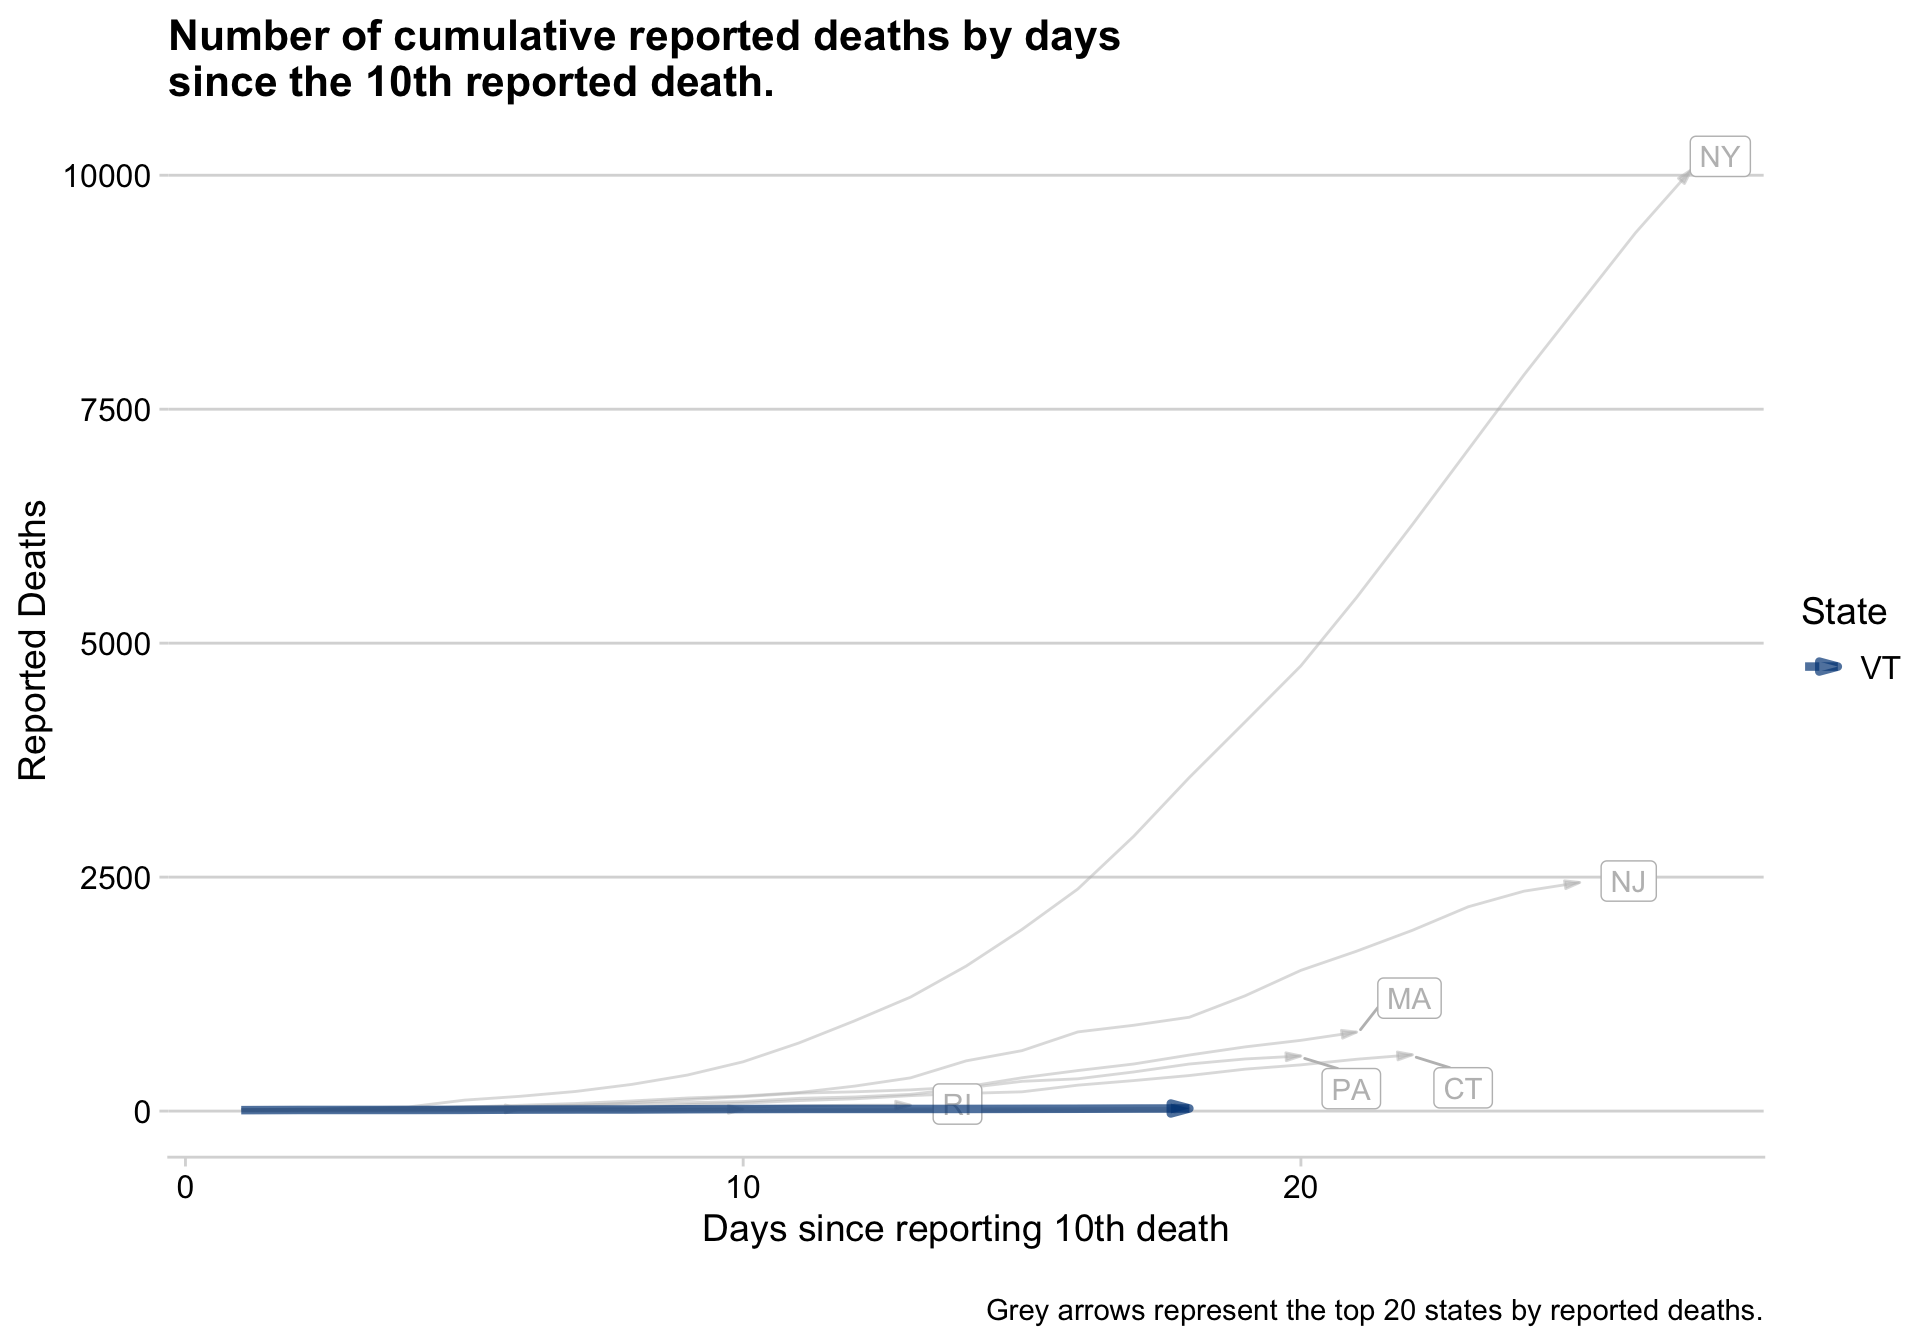 Number of cumulative reported deaths by days
since the 10th reported death.
NY
10000
7500
Reported Deaths
5000
State
VT
2500
NJ
MA
PA
CT
RI
0
0
10
20
Days since reporting 10th death
Grey arrows represent the top 20 states by reported deaths.